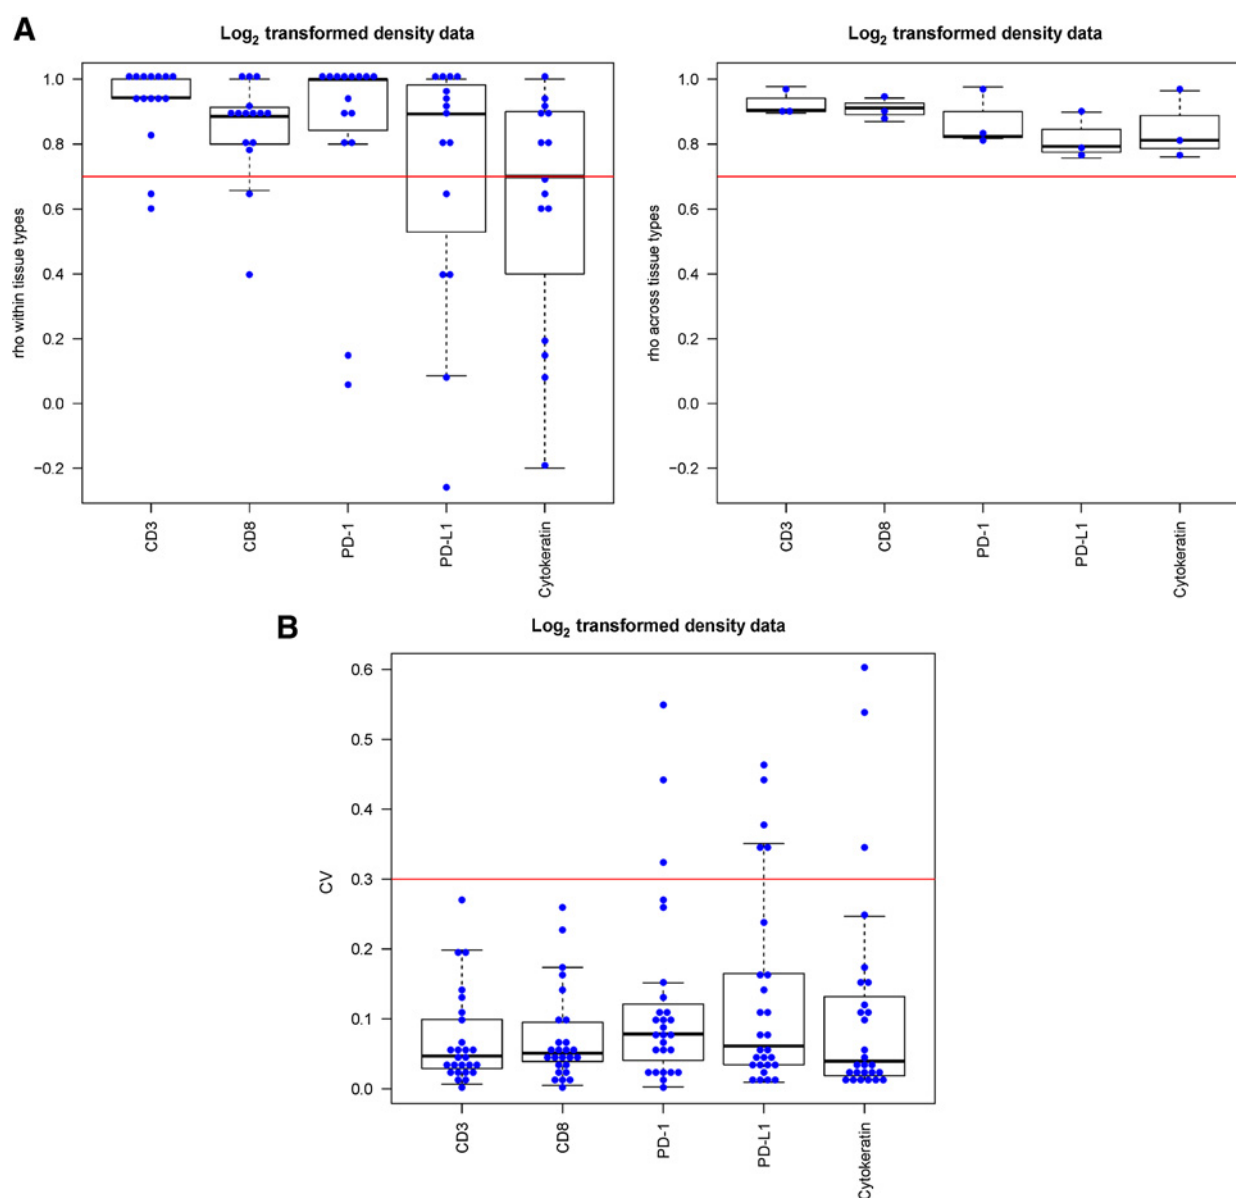 A
Log2 transformed density data
rho within tissue types
1.0
0.8
0.6
0.4
0.2
0.0
−0.2
CD3
CD8
PD-1
PD-L1
Cytokeratin
Log2 transformed density data
rho across tissue types
1.0
0.8
0.6
0.4
0.2
0.0
−0.2
CD3
CD8
PD-1
PD-L1
Cytokeratin
B
Log2 transformed density data
CV
0.6
0.5
0.4
0.3
0.2
0.1
0.0
CD3
CD8
PD-1
PD-L1
Cytokeratin